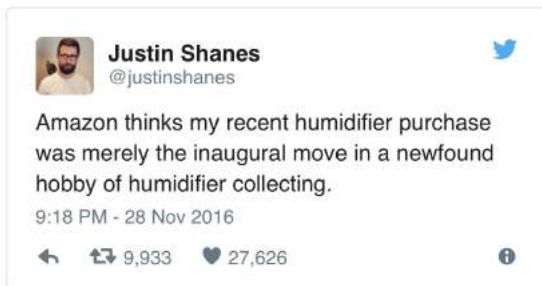 Justin Shanes
@justinshanes
Amazon thinks my recent humidifier purchase
was merely the inaugural move in a newfound
hobby of humidifier collecting.
9:18 PM - 28 Nov 2016
9,933 27,626